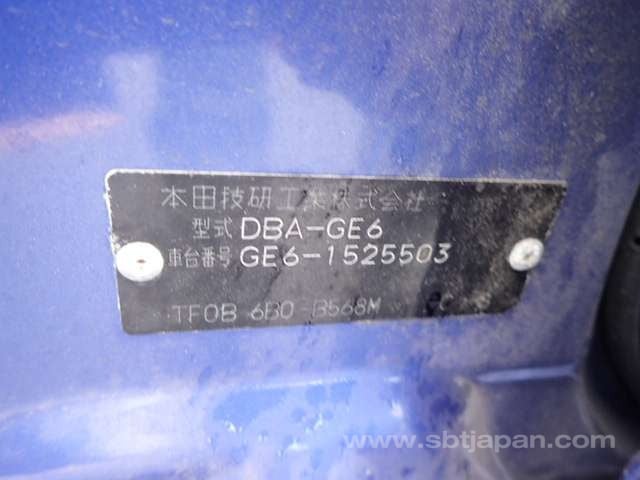 本田技研工業株式会社
型式 DBA-GE6
車台番号 GE6-1525503
TF0B 6B0-B568M C
www.sbtjapan.com